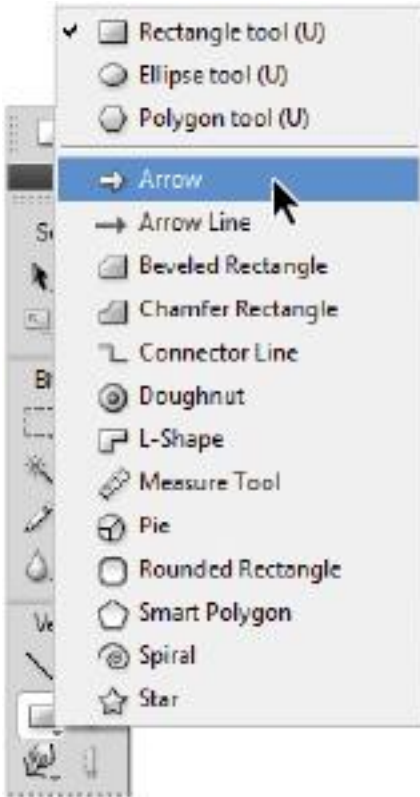 Rectangle tool (U)
Ellipse tool (U)
Polygon tool (U)
Arrow
Arrow Line
Beveled Rectangle
Chamfer Rectangle
Connector Line
Doughnut
L-Shape
Measure Tool
Pie
Rounded Rectangle
Smart Polygon
Spiral
Star